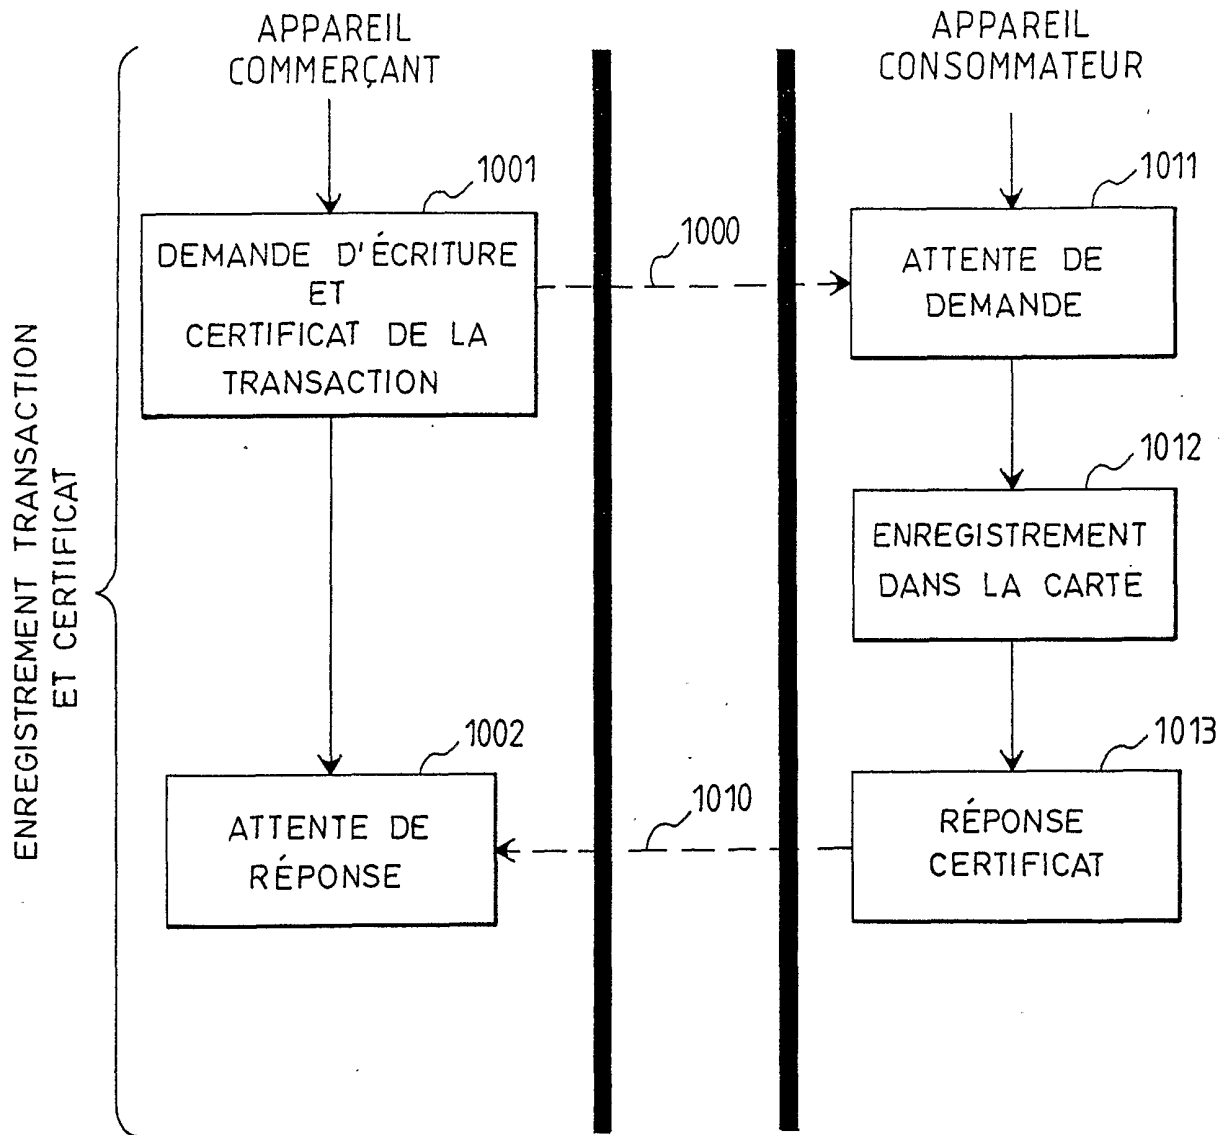 APPAREIL
COMMERÇANT
APPAREIL
CONSOMMATEUR
1001
DEMANDE D'ÉCRITURE
ET
CERTIFICAT DE LA
TRANSACTION
1000
1011
ATTENTE DE
DEMANDE
1012
ENREGISTREMENT
DANS LA CARTE
ENREGISTREMENT TRANSACTION
ET CERTIFICAT
1002
ATTENTE DE
RÉPONSE
1010
1013
RÉPONSE
CERTIFICAT